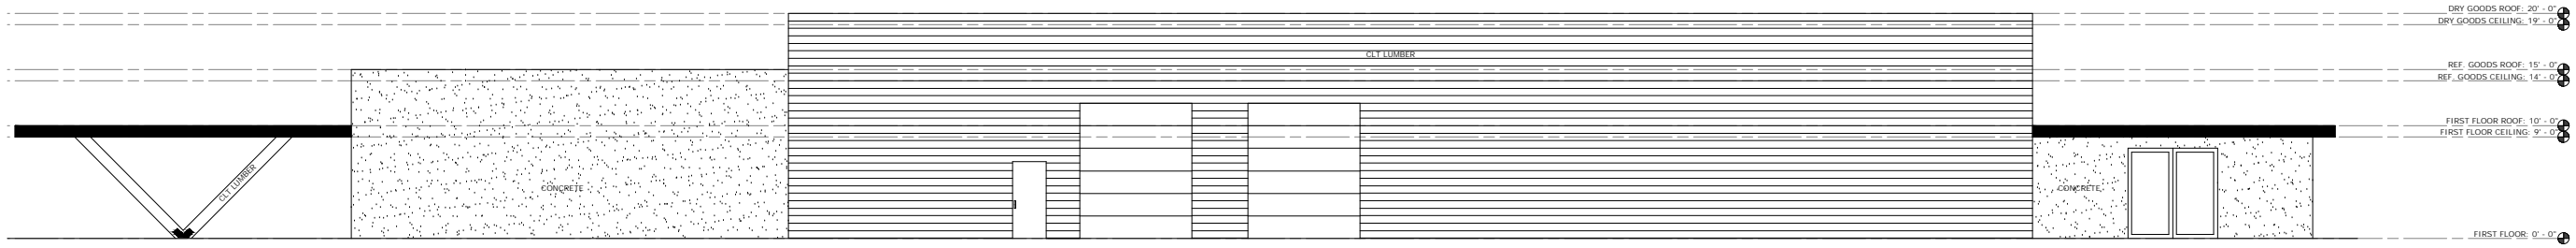 DRY GOODS ROOF: 20' - 0"
DRY GOODS CEILING: 19' - 0"
CLT LUMBER
REF. GOODS ROOF: 15' - 0"
REF. GOODS CEILING: 14' - 0"
FIRST FLOOR ROOF: 10' - 0"
FIRST FLOOR CEILING: 9' - 0"
CLT LUMBER
CONCRETE
CONCRETE
FIRST FLOOR: 0' - 0"